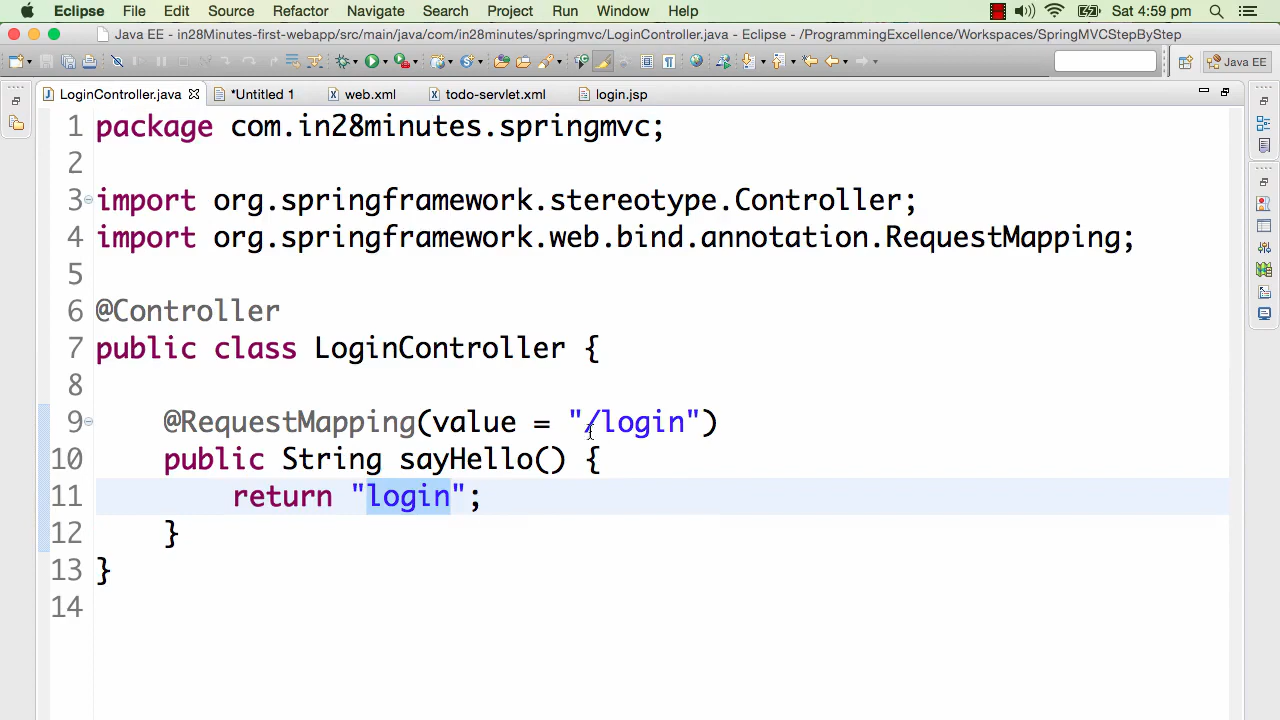 Eclipse File Edit Source Refactor Navigate Search Project Run Window Help Sat 4:59 pm
Java EE - in28Minutes-first-webapp/src/main/java/com/in28minutes/springmvc/LoginController.java - Eclipse - /ProgrammingExcellence/Workspaces/SpringMVCStepByStep
Java EE
LoginController.java *Untitled 1 web.xml todo-servlet.xml login.jsp
1 package com.in28minutes.springmvc;
2
3 import org.springframework.stereotype.Controller;
4 import org.springframework.web.bind.annotation.RequestMapping;
5
6 @Controller
7 public class LoginController {
8
9 @RequestMapping(value = "/login")
10 public String sayHello() {
11 return "login";
12 }
13 }
14